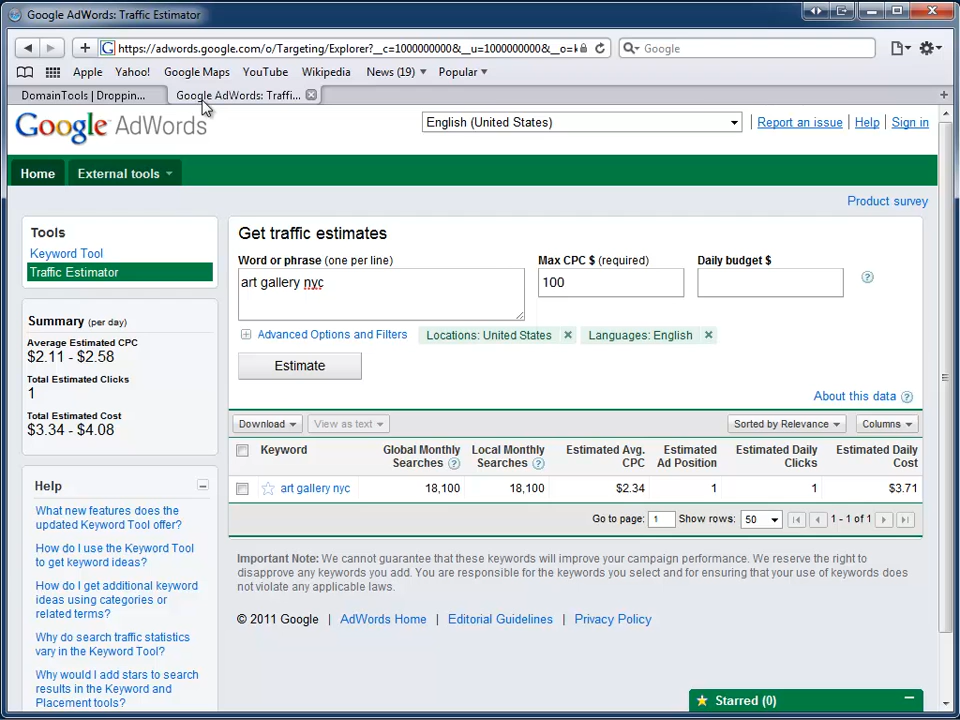 Google AdWords: Traffic Estimator
https://adwords.google.com/o/Targeting/Explorer?__c=1000000000&__u=1000000000&__o=k
Google
Apple Yahoo! Google Maps YouTube Wikipedia News (19) Popular
DomainTools | Droppin... Google AdWords: Traffi...
Google AdWords
English (United States)
Report an issue | Help | Sign in
Home External tools
Product survey
Tools
Keyword Tool
Traffic Estimator
Summary (per day)
Average Estimated CPC
$2.11 - $2.58
Total Estimated Clicks
1
Total Estimated Cost
$3.34 - $4.08
Help
What new features does the
updated Keyword Tool offer?
How do I use the Keyword Tool
to get keyword ideas?
How do I get additional keyword
ideas using categories or
related terms?
Why do search traffic statistics
vary in the Keyword Tool?
Why would I add stars to search
results in the Keyword and
Placement tools?
Get traffic estimates
Word or phrase (one per line) Max CPC $ (required) Daily budget $
art gallery nyc 100 ?
Advanced Options and Filters Locations: United States × Languages: English ×
Estimate
About this data ?
Download View as text Sorted by Relevance Columns
Keyword Global Monthly Searches ? Local Monthly Searches ? Estimated Avg. CPC Estimated Ad Position Estimated Daily Clicks Estimated Daily Cost
art gallery nyc 18,100 18,100 $2.34 1 1 $3.71
Go to page: 1 Show rows: 50 1 - 1 of 1
Important Note: We cannot guarantee that these keywords will improve your campaign performance. We reserve the right to
disapprove any keywords you add. You are responsible for the keywords you select and for ensuring that your use of keywords does
not violate any applicable laws.
© 2011 Google | AdWords Home | Editorial Guidelines | Privacy Policy
Starred (0)